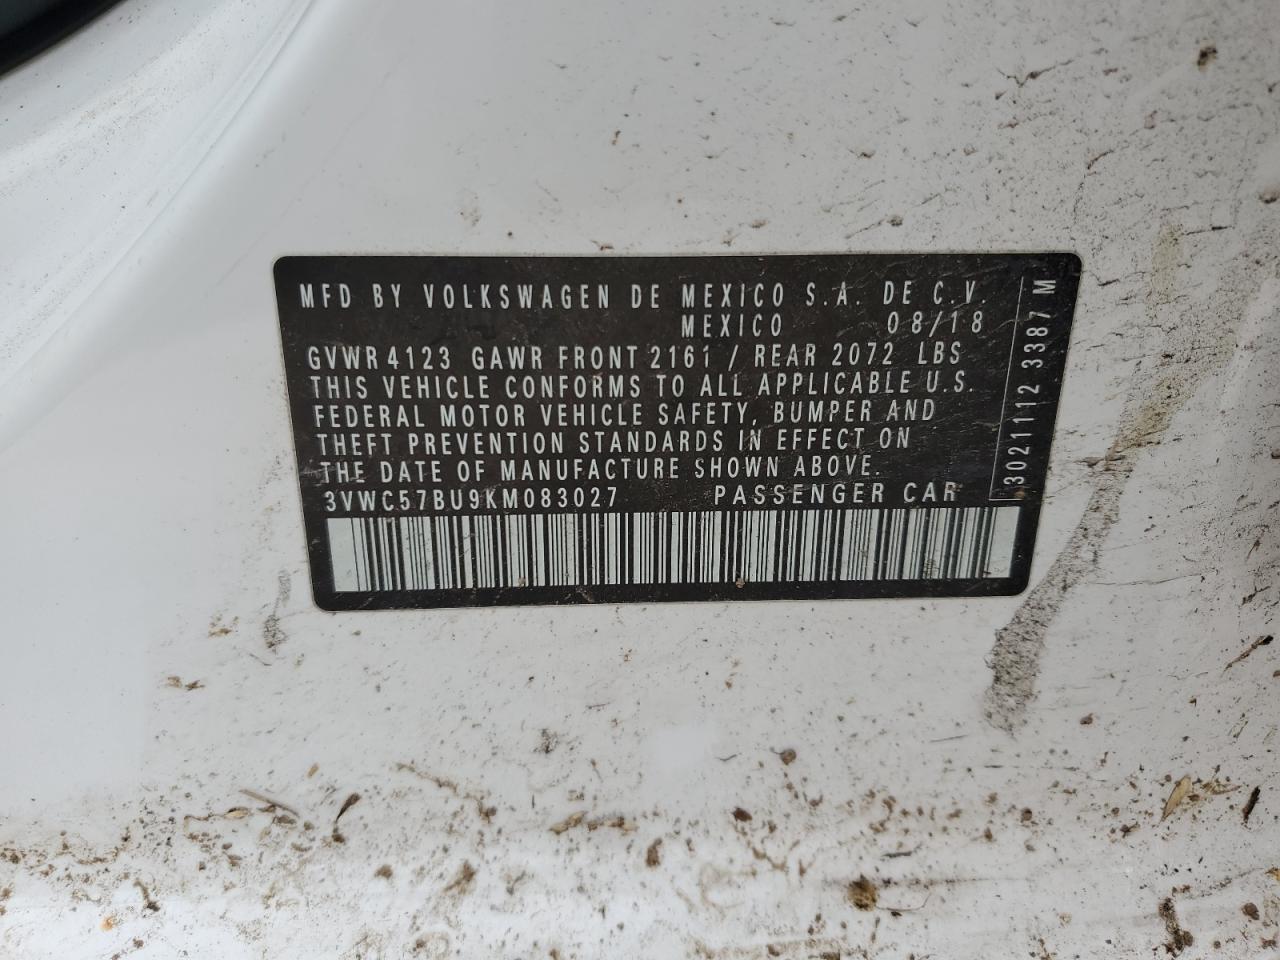 MFD BY VOLKSWAGEN DE MEXICO S.A. DE C.V.
MEXICO 08/18
GVWR 4123 GAWR FRONT 2161 / REAR 2072 LBS
THIS VEHICLE CONFORMS TO ALL APPLICABLE U.S.
FEDERAL MOTOR VEHICLE SAFETY, BUMPER AND
THEFT PREVENTION STANDARDS IN EFFECT ON
THE DATE OF MANUFACTURE SHOWN ABOVE.
3VWC57BU9KM083027 PASSENGER CAR
3021112 3387 M